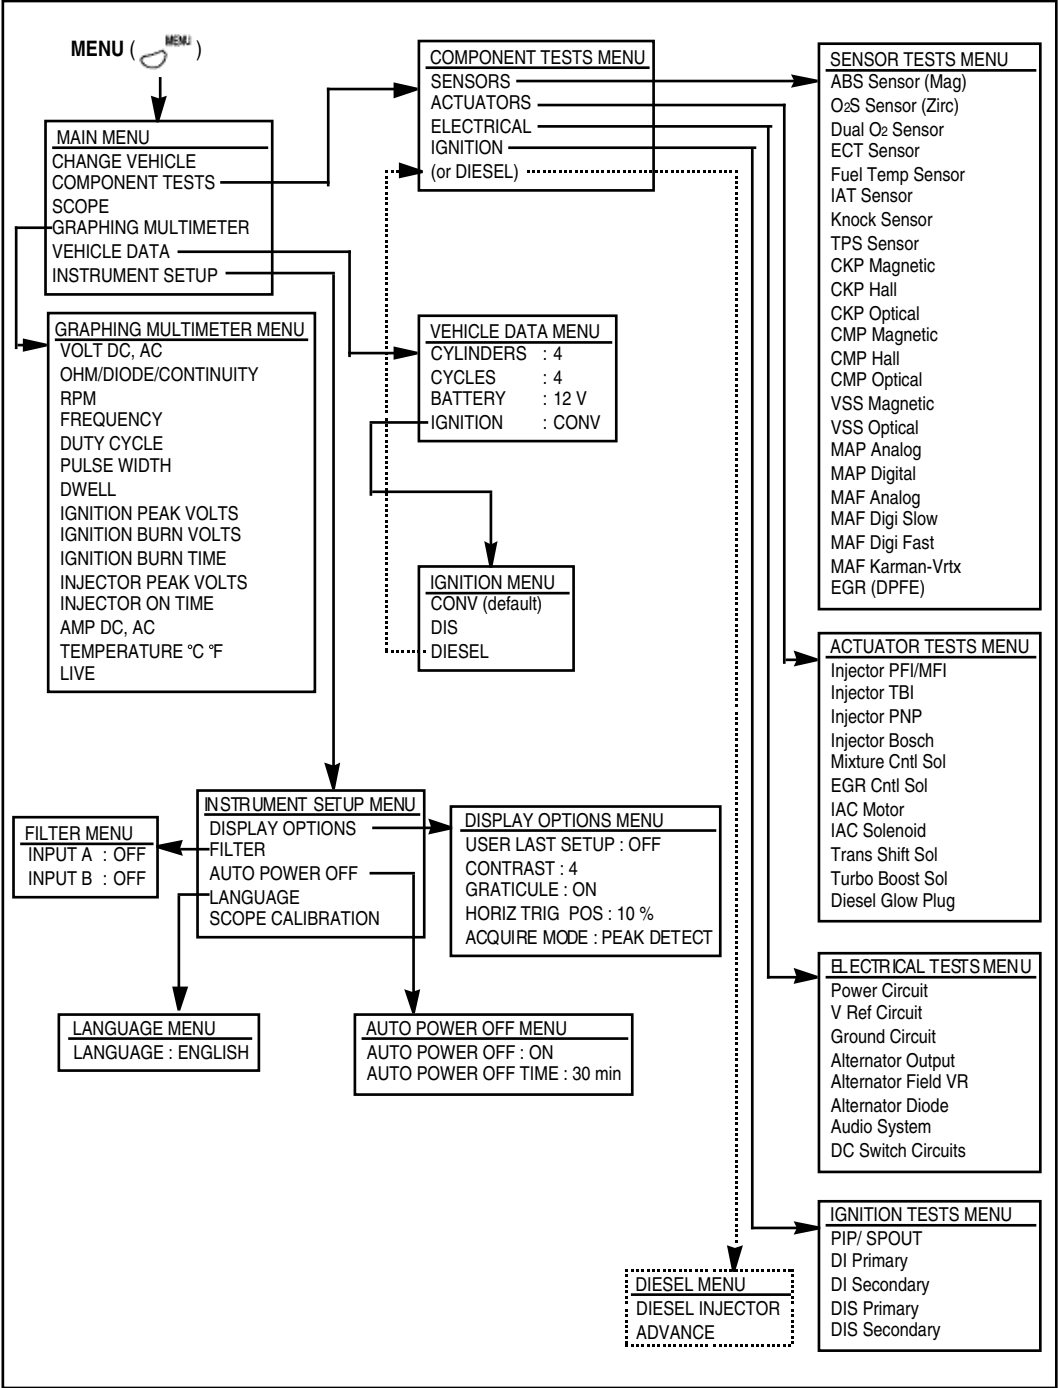 MENU ( MENU )
MAIN MENU
CHANGE VEHICLE
COMPONENT TESTS
SCOPE
GRAPHING MULTIMETER
VEHICLE DATA
INSTRUMENT SETUP
COMPONENT TESTS MENU
SENSORS
ACTUATORS
ELECTRICAL
IGNITION
(or DIESEL)
SENSOR TESTS MENU
ABS Sensor (Mag)
O2S Sensor (Zirc)
Dual O2 Sensor
ECT Sensor
Fuel Temp Sensor
IAT Sensor
Knock Sensor
TPS Sensor
CKP Magnetic
CKP Hall
CKP Optical
CMP Magnetic
CMP Hall
CMP Optical
VSS Magnetic
VSS Optical
MAP Analog
MAP Digital
MAF Analog
MAF Digi Slow
MAF Digi Fast
MAF Karman-Vrtx
EGR (DPFE)
GRAPHING MULTIMETER MENU
VOLT DC, AC
OHM/DIODE/CONTINUITY
RPM
FREQUENCY
DUTY CYCLE
PULSE WIDTH
DWELL
IGNITION PEAK VOLTS
IGNITION BURN VOLTS
IGNITION BURN TIME
INJECTOR PEAK VOLTS
INJECTOR ON TIME
AMP DC, AC
TEMPERATURE °C °F
LIVE
VEHICLE DATA MENU
CYLINDERS : 4
CYCLES : 4
BATTERY : 12 V
IGNITION : CONV
IGNITION MENU
CONV (default)
DIS
DIESEL
ACTUATOR TESTS MENU
Injector PFI/MFI
Injector TBI
Injector PNP
Injector Bosch
Mixture Cntl Sol
EGR Cntl Sol
IAC Motor
IAC Solenoid
Trans Shift Sol
Turbo Boost Sol
Diesel Glow Plug
INSTRUMENT SETUP MENU
DISPLAY OPTIONS
FILTER
AUTO POWER OFF
LANGUAGE
SCOPE CALIBRATION
FILTER MENU
INPUT A : OFF
INPUT B : OFF
DISPLAY OPTIONS MENU
USER LAST SETUP : OFF
CONTRAST : 4
GRATICULE : ON
HORIZ TRIG POS : 10 %
ACQUIRE MODE : PEAK DETECT
LANGUAGE MENU
LANGUAGE : ENGLISH
AUTO POWER OFF MENU
AUTO POWER OFF : ON
AUTO POWER OFF TIME : 30 min
ELECTRICAL TESTS MENU
Power Circuit
V Ref Circuit
Ground Circuit
Alternator Output
Alternator Field VR
Alternator Diode
Audio System
DC Switch Circuits
IGNITION TESTS MENU
PIP/ SPOUT
DI Primary
DI Secondary
DIS Primary
DIS Secondary
DIESEL MENU
DIESEL INJECTOR
ADVANCE